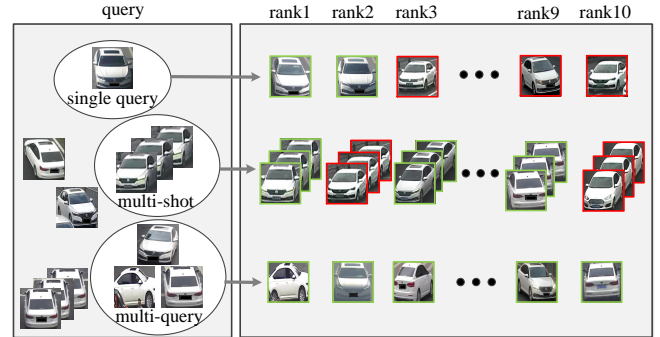 query
rank1 rank2 rank3 rank9 rank10
single query
multi-shot
multi-query